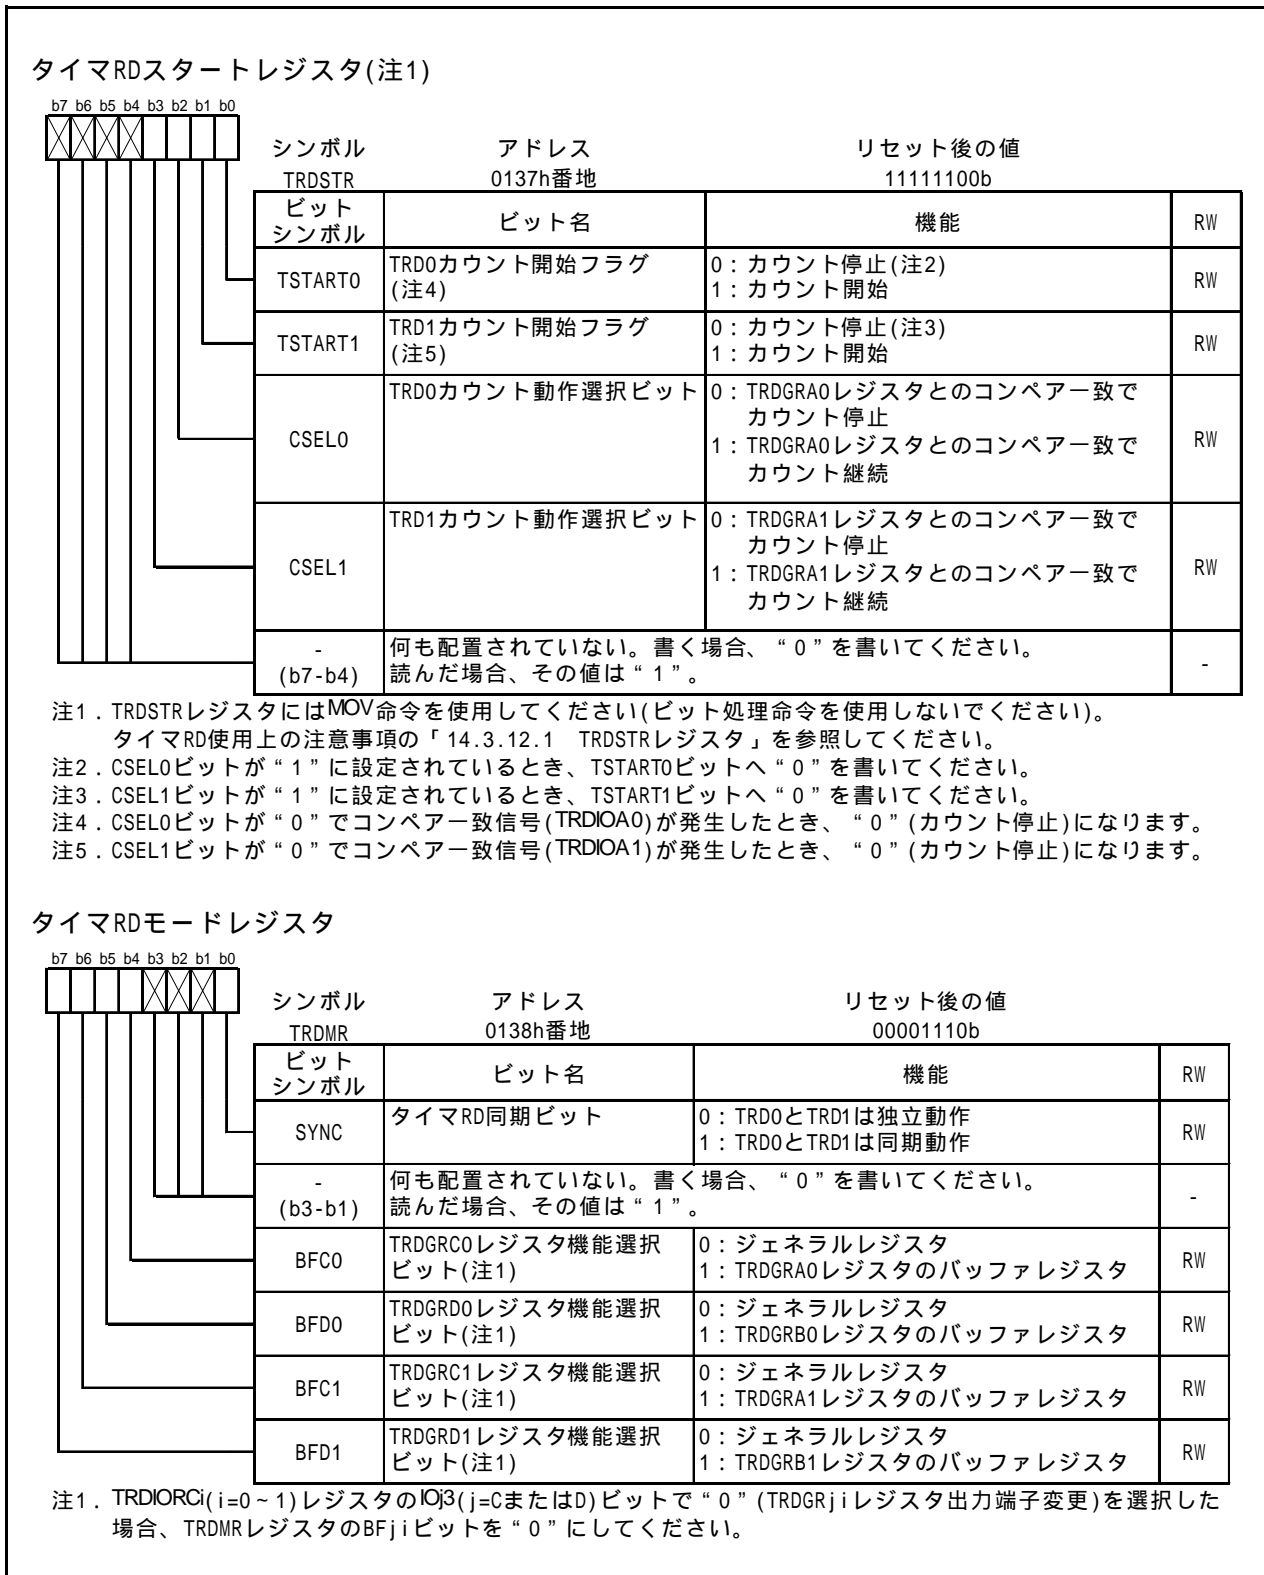 タイマRDスタートレジスタ(注1)
b7 b6 b5 b4 b3 b2 b1 b0
シンボル アドレス リセット後の値
TRDSTR 0137h番地 11111100b
ビット
シンボル ビット名 機能 RW
TSTART0 TRD0カウント開始フラグ
(注4) 0：カウント停止(注2)
1：カウント開始 RW
TSTART1 TRD1カウント開始フラグ
(注5) 0：カウント停止(注3)
1：カウント開始 RW
CSEL0 TRD0カウント動作選択ビット 0：TRDGRA0レジスタとのコンペア一致で
カウント停止
1：TRDGRA0レジスタとのコンペア一致で
カウント継続 RW
CSEL1 TRD1カウント動作選択ビット 0：TRDGRA1レジスタとのコンペア一致で
カウント停止
1：TRDGRA1レジスタとのコンペア一致で
カウント継続 RW
-
(b7-b4) 何も配置されていない。書く場合、“0”を書いてください。
読んだ場合、その値は“1”。 -
注1．TRDSTRレジスタにはMOV命令を使用してください(ビット処理命令を使用しないでください)。
タイマRD使用上の注意事項の「14.3.12.1 TRDSTRレジスタ」を参照してください。
注2．CSEL0ビットが“1”に設定されているとき、TSTART0ビットへ“0”を書いてください。
注3．CSEL1ビットが“1”に設定されているとき、TSTART1ビットへ“0”を書いてください。
注4．CSEL0ビットが“0”でコンペア一致信号(TRDIOA0)が発生したとき、“0”(カウント停止)になります。
注5．CSEL1ビットが“0”でコンペア一致信号(TRDIOA1)が発生したとき、“0”(カウント停止)になります。
タイマRDモードレジスタ
b7 b6 b5 b4 b3 b2 b1 b0
シンボル アドレス リセット後の値
TRDMR 0138h番地 00001110b
ビット
シンボル ビット名 機能 RW
SYNC タイマRD同期ビット 0：TRD0とTRD1は独立動作
1：TRD0とTRD1は同期動作 RW
-
(b3-b1) 何も配置されていない。書く場合、“0”を書いてください。
読んだ場合、その値は“1”。 -
BFC0 TRDGRC0レジスタ機能選択
ビット(注1) 0：ジェネラルレジスタ
1：TRDGRA0レジスタのバッファレジスタ RW
BFD0 TRDGRD0レジスタ機能選択
ビット(注1) 0：ジェネラルレジスタ
1：TRDGRB0レジスタのバッファレジスタ RW
BFC1 TRDGRC1レジスタ機能選択
ビット(注1) 0：ジェネラルレジスタ
1：TRDGRA1レジスタのバッファレジスタ RW
BFD1 TRDGRD1レジスタ機能選択
ビット(注1) 0：ジェネラルレジスタ
1：TRDGRB1レジスタのバッファレジスタ RW
注1．TRDIORCi(i=0～1)レジスタのIOj3(j=CまたはD)ビットで“0”(TRDGRjiレジスタ出力端子変更)を選択した
場合、TRDMRレジスタのBFjiビットを“0”にしてください。